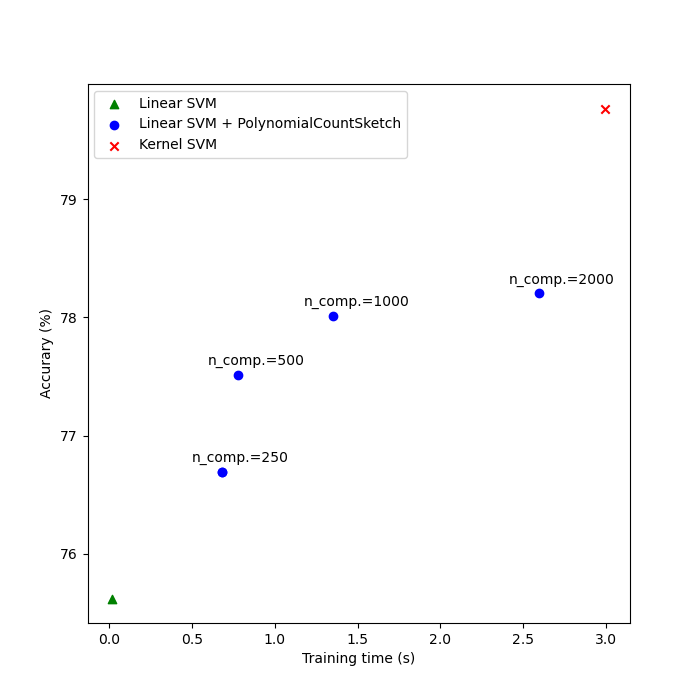 Linear SVM
Linear SVM + PolynomialCountSketch
Kernel SVM
79
78
77
76
Accurary (%)
n_comp.=2000
n_comp.=1000
n_comp.=500
n_comp.=250
0.0
0.5
1.0
1.5
2.0
2.5
3.0
Training time (s)